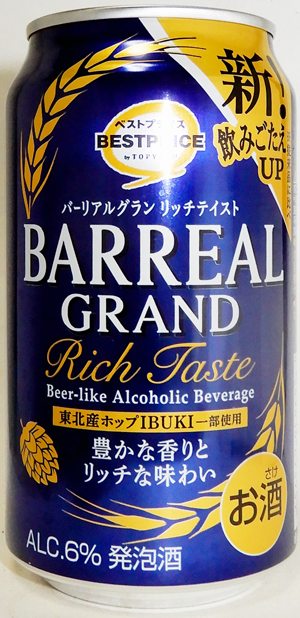 新!
飲みごたえ
UP
ベストプライス
BESTPRICE
by TOPVALU
バーリアルグラン リッチテイスト
BARREAL
GRAND
Rich Taste
Beer-like Alcoholic Beverage
東北産ホップIBUKI一部使用
豊かな香りと
リッチな味わい
さけ
お酒
ALC.6% 発泡酒